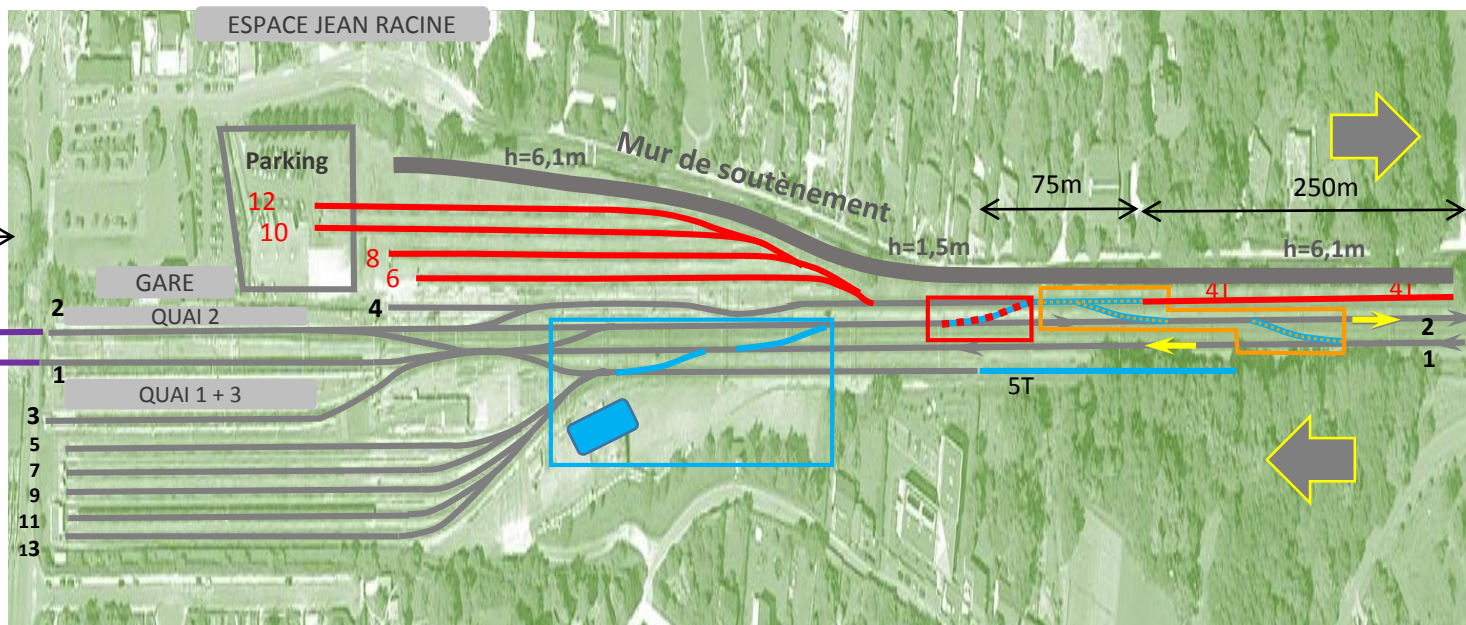 ESPACE JEAN RACINE
Parking
h=6,1m
Mur de soutènement
75m
250m
12
10
h=1,5m
h=6,1m
8
6
GARE
4T
4T
2
QUAI 2
4
2
1
1
QUAI 1 + 3
5T
3
5
7
9
11
13